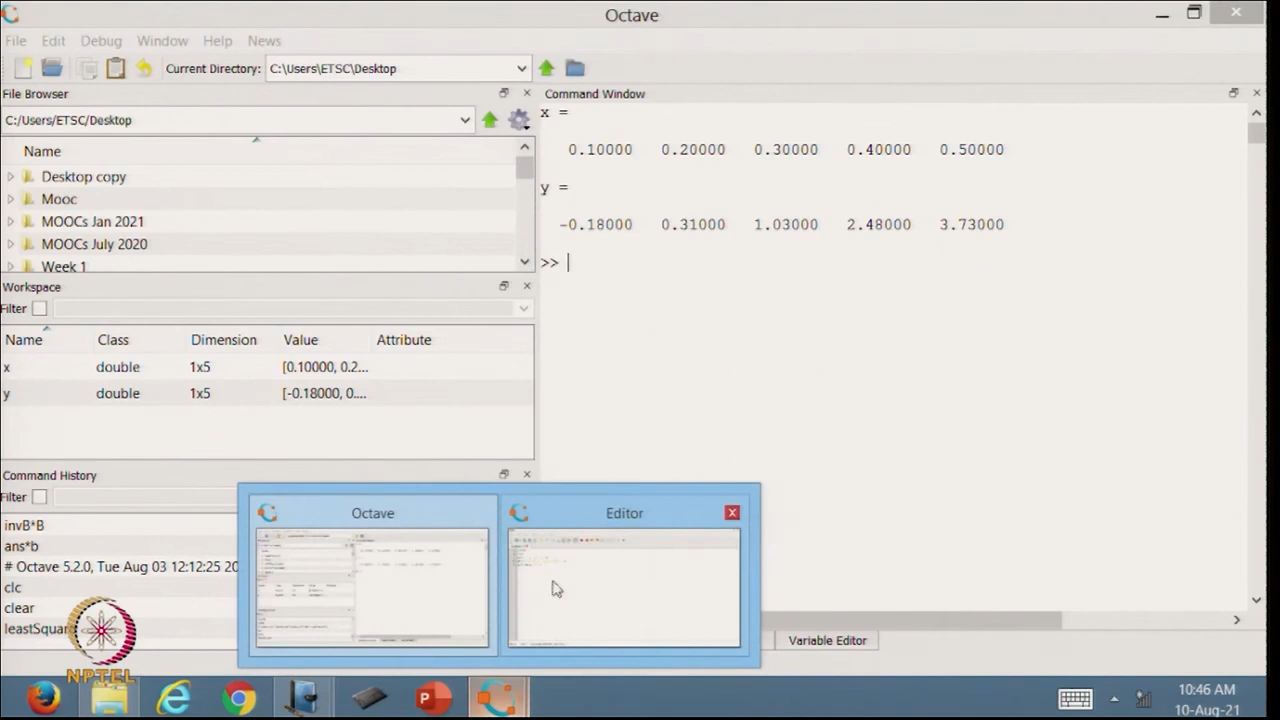 Octave
File Edit Debug Window Help News
Current Directory: C:\Users\ETSC\Desktop
File Browser
Command Window
C:/Users/ETSC/Desktop
Name
Desktop copy
Mooc
MOOCs Jan 2021
MOOCs July 2020
Week 1
x =
0.10000 0.20000 0.30000 0.40000 0.50000
y =
-0.18000 0.31000 1.03000 2.48000 3.73000
>>
Workspace
Filter
Name Class Dimension Value Attribute
x double 1x5 [0.10000, 0.2...
y double 1x5 [-0.18000, 0....
Command History
Filter
invB*B
ans*b
# Octave 5.2.0, Tue Aug 03 12:12:25 20
clc
clear
leastSquar
Octave
Editor
Variable Editor
NPTEL
10:46 AM
10-Aug-21